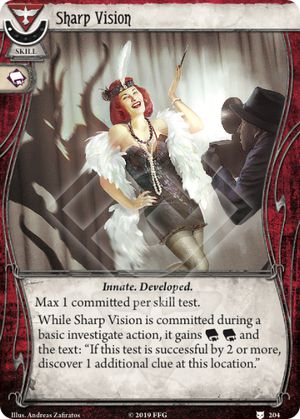 Sharp Vision
SKILL
Innate. Developed.
Max 1 committed per skill test.
While Sharp Vision is committed during a
basic investigate action, it gains and
the text: “If this test is successful by 2 or more,
discover 1 additional clue at this location.”
Illus. Andreas Zafiratos
© 2019 FFG
204